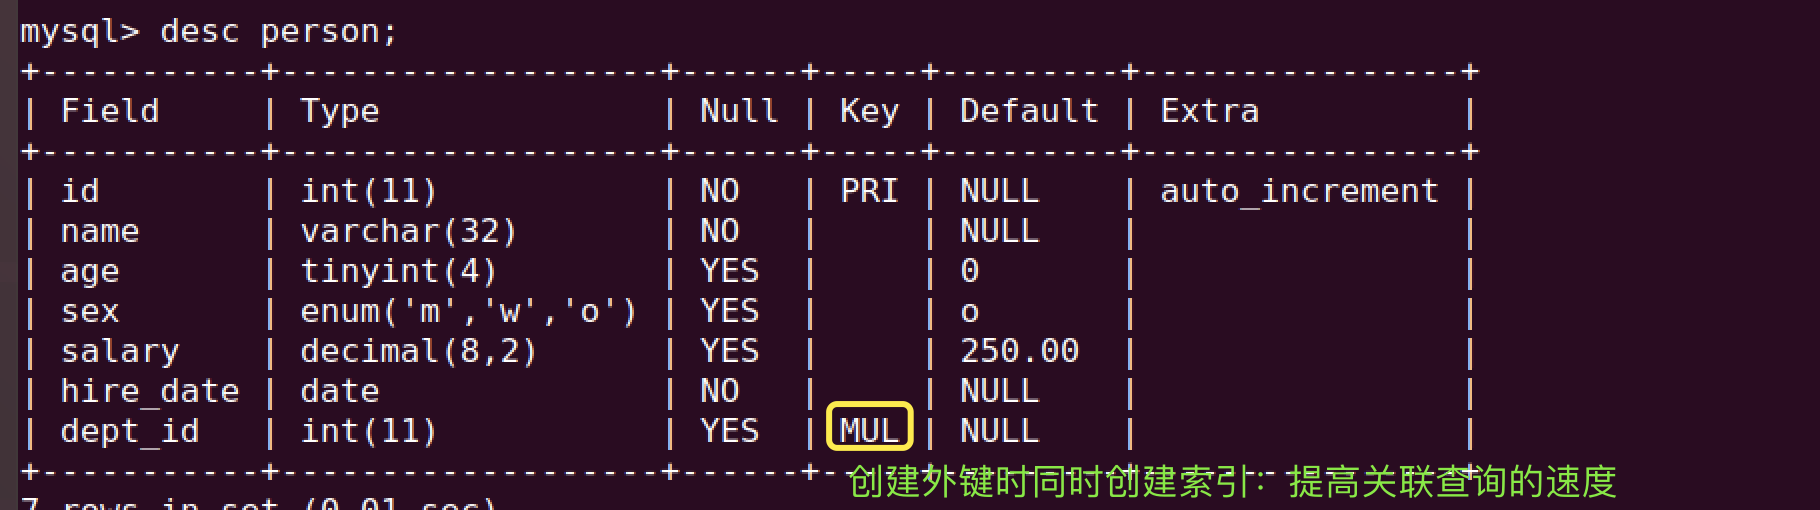 mysql> desc person;
+-----------+-------------------+------+-----+---------+----------------+
| Field     | Type              | Null | Key | Default | Extra          |
+-----------+-------------------+------+-----+---------+----------------+
| id        | int(11)           | NO   | PRI | NULL    | auto_increment |
| name      | varchar(32)       | NO   |     | NULL    |                |
| age       | tinyint(4)        | YES  |     | 0       |                |
| sex       | enum('m','w','o') | YES  |     | o       |                |
| salary    | decimal(8,2)      | YES  |     | 250.00  |                |
| hire_date | date              | NO   |     | NULL    |                |
| dept_id   | int(11)           | YES  | MUL | NULL    |                |
+-----------+-------------------+------+-----+---------+----------------+
创建外键时同时创建索引：提高关联查询的速度
7 rows in set (0.01 sec)